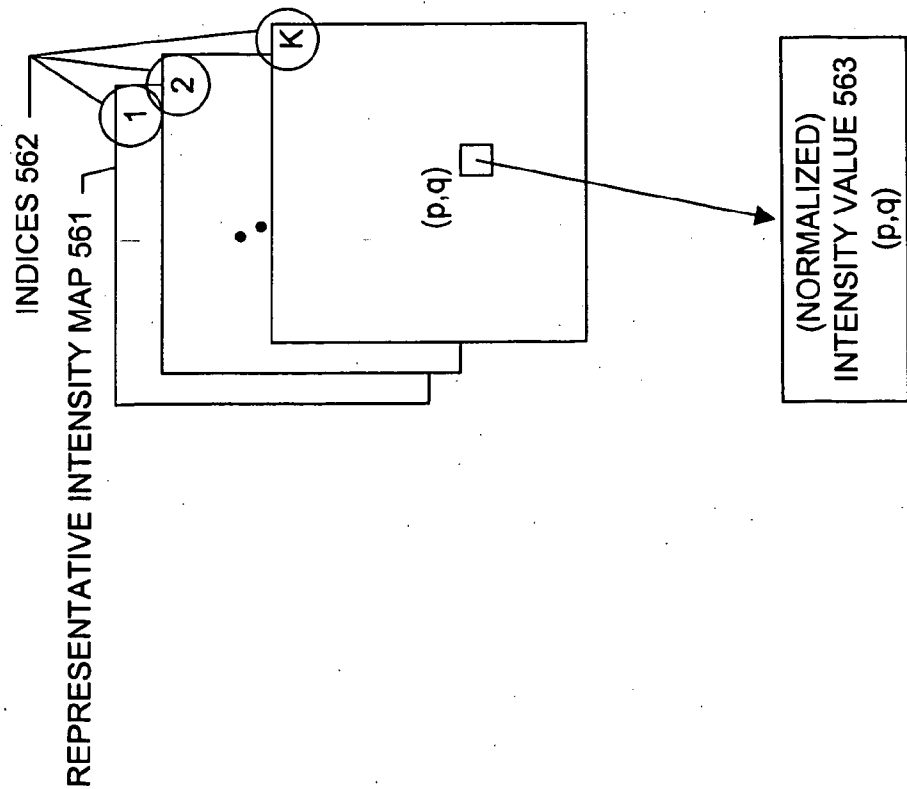 INDICES 562
REPRESENTATIVE INTENSITY MAP 561
1
2
K
(p,q)
(NORMALIZED)
INTENSITY VALUE 563
(p,q)